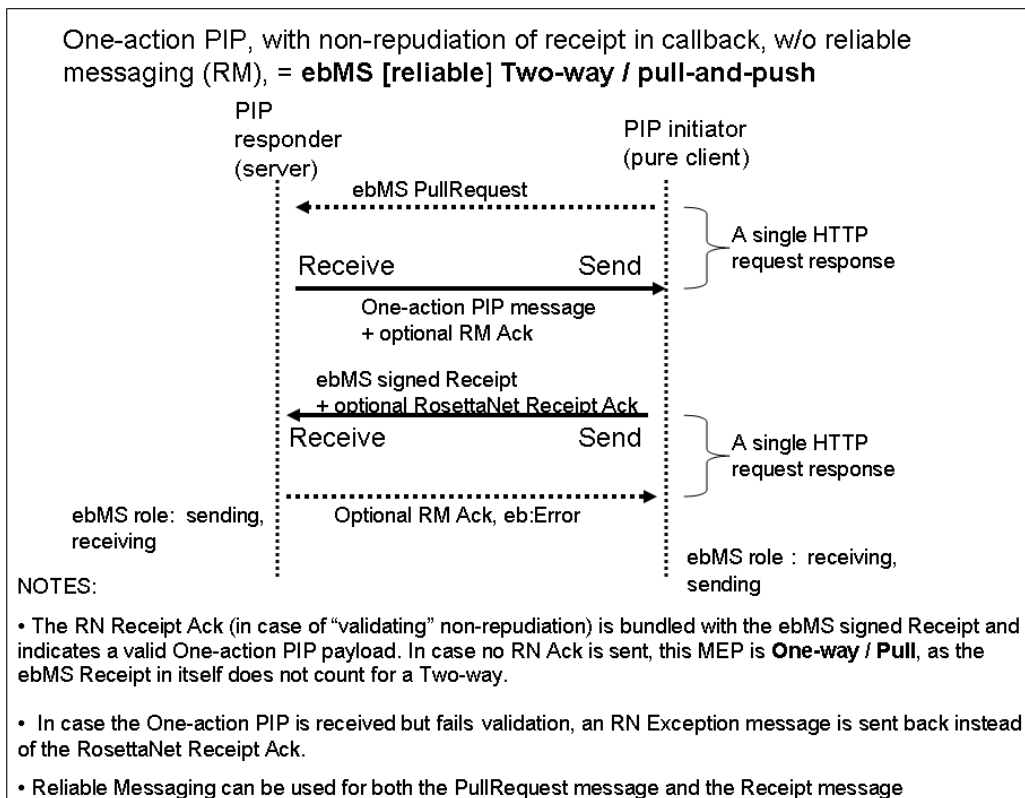 One-action PIP, with non-repudiation of receipt in callback, w/o reliable
messaging (RM), = ebMS [reliable] Two-way / pull-and-push
PIP
responder
(server)
PIP initiator
(pure client)
ebMS PullRequest
A single HTTP
request response
Receive
Send
One-action PIP message
+ optional RM Ack
ebMS signed Receipt
+ optional RosettaNet Receipt Ack
Receive
Send
A single HTTP
request response
ebMS role: sending,
receiving
Optional RM Ack, eb:Error
ebMS role : receiving,
sending
NOTES:
• The RN Receipt Ack (in case of “validating” non-repudiation) is bundled with the ebMS signed Receipt and
indicates a valid One-action PIP payload. In case no RN Ack is sent, this MEP is One-way / Pull, as the
ebMS Receipt in itself does not count for a Two-way.
• In case the One-action PIP is received but fails validation, an RN Exception message is sent back instead
of the RosettaNet Receipt Ack.
• Reliable Messaging can be used for both the PullRequest message and the Receipt message